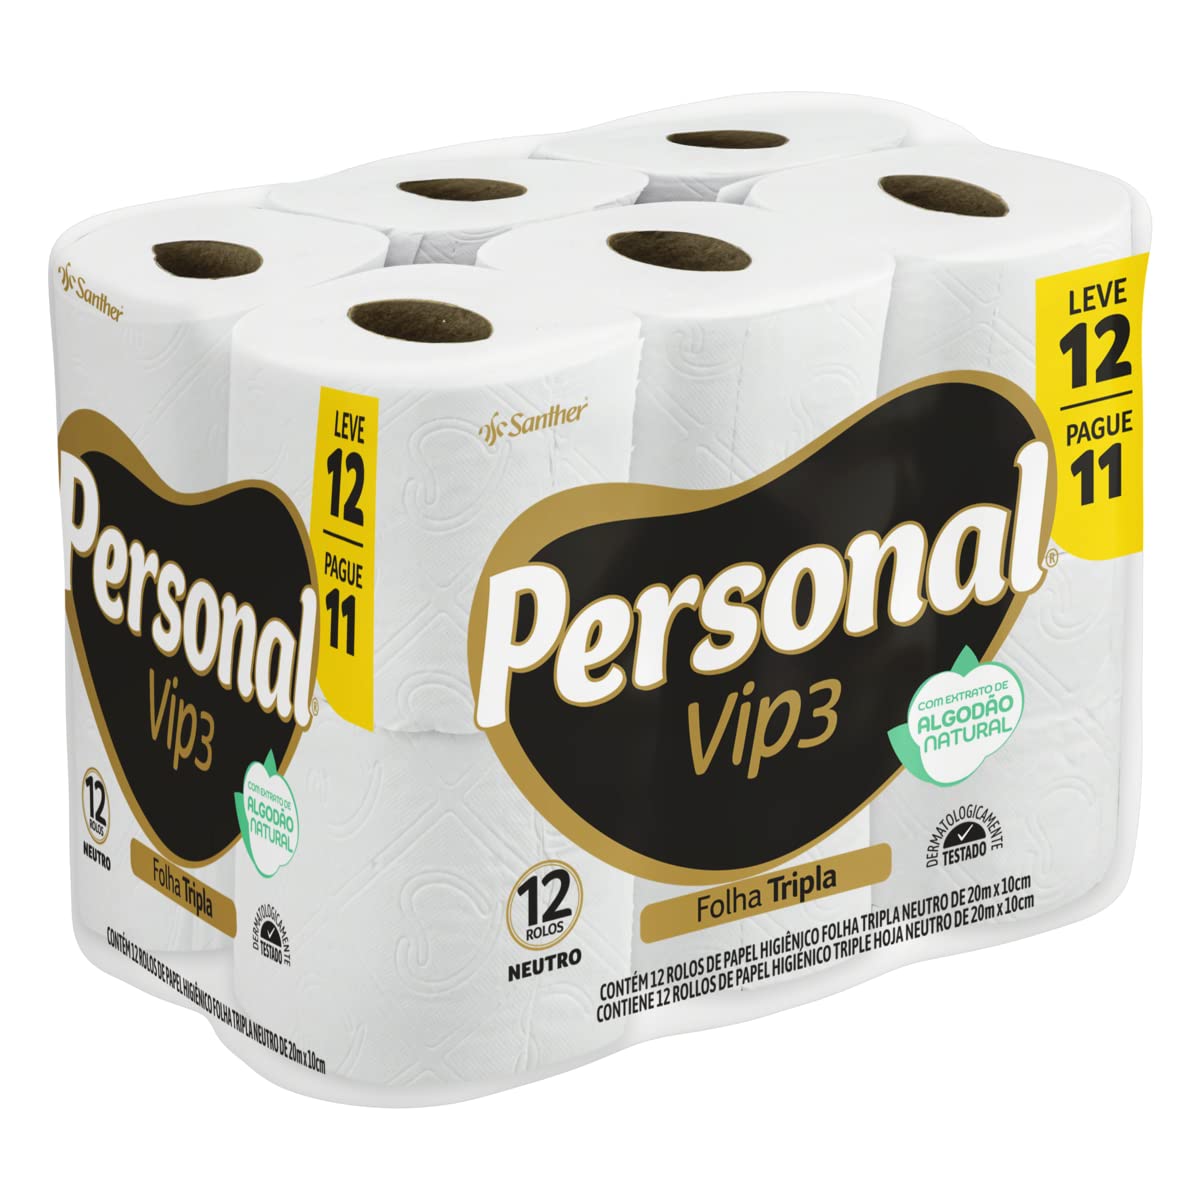 Santher
LEVE
12
PAGUE
11
Personal®
Vip3
12
ROLOS
NEUTRO
COM EXTRATO DE
ALGODÃO
NATURAL
Folha Tripla
DERMATOLOGICAMENTE
TESTADO
CONTÉM 12 ROLOS DE PAPEL HIGIÊNICO FOLHA TRIPLA NEUTRO DE 20m x 10cm
Santher
LEVE
12
PAGUE
11
Personal®
Vip3
COM EXTRATO DE
ALGODÃO
NATURAL
DERMATOLOGICAMENTE
TESTADO
12
ROLOS
NEUTRO
Folha Tripla
CONTÉM 12 ROLOS DE PAPEL HIGIÊNICO FOLHA TRIPLA NEUTRO DE 20m x 10cm
CONTIENE 12 ROLLOS DE PAPEL HIGIÉNICO TRIPLE HOJA NEUTRO DE 20m x 10cm